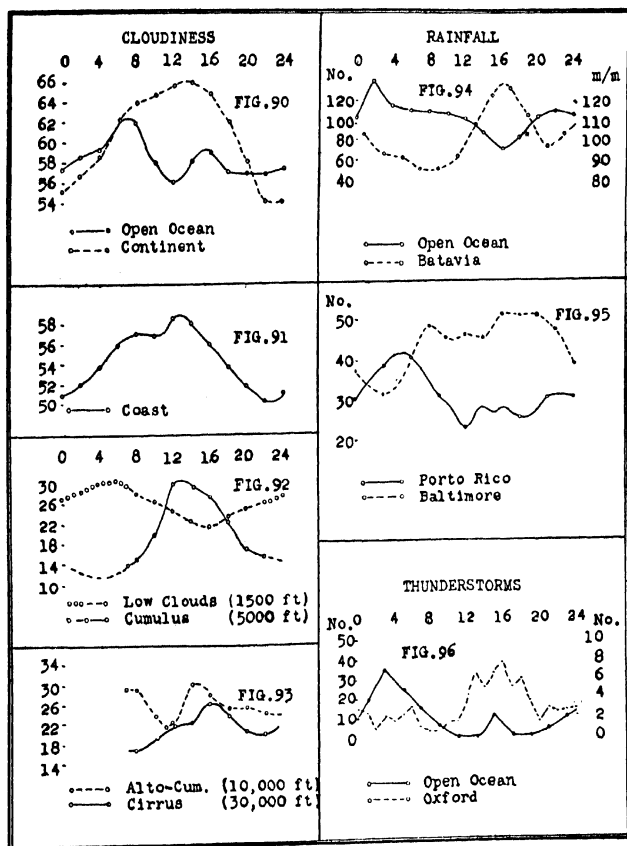 CLOUDINESS
0 4 8 12 16 20 24
66
64
62
60
58
56
54
FIG.90
Open Ocean
Continent
58
56
54
52
50
FIG.91
Coast
0 4 8 12 16 20 24
30
26
22
18
14
10
FIG.92
Low Clouds (1500 ft)
Cumulus (5000 ft)
34
30
26
22
18
14
FIG.93
Alto-Cum. (10,000 ft)
Cirrus (30,000 ft)
RAINFALL
No. 0 4 8 12 16 20 24 m/m
120 120
100 110
80 100
60 90
40 80
FIG.94
Open Ocean
Batavia
No.
50
40
30
20
FIG.95
Porto Rico
Baltimore
THUNDERSTORMS
No. 0 4 8 12 16 20 24 No.
50 10
40 8
30 6
20 4
10 2
0 0
FIG.96
Open Ocean
Oxford